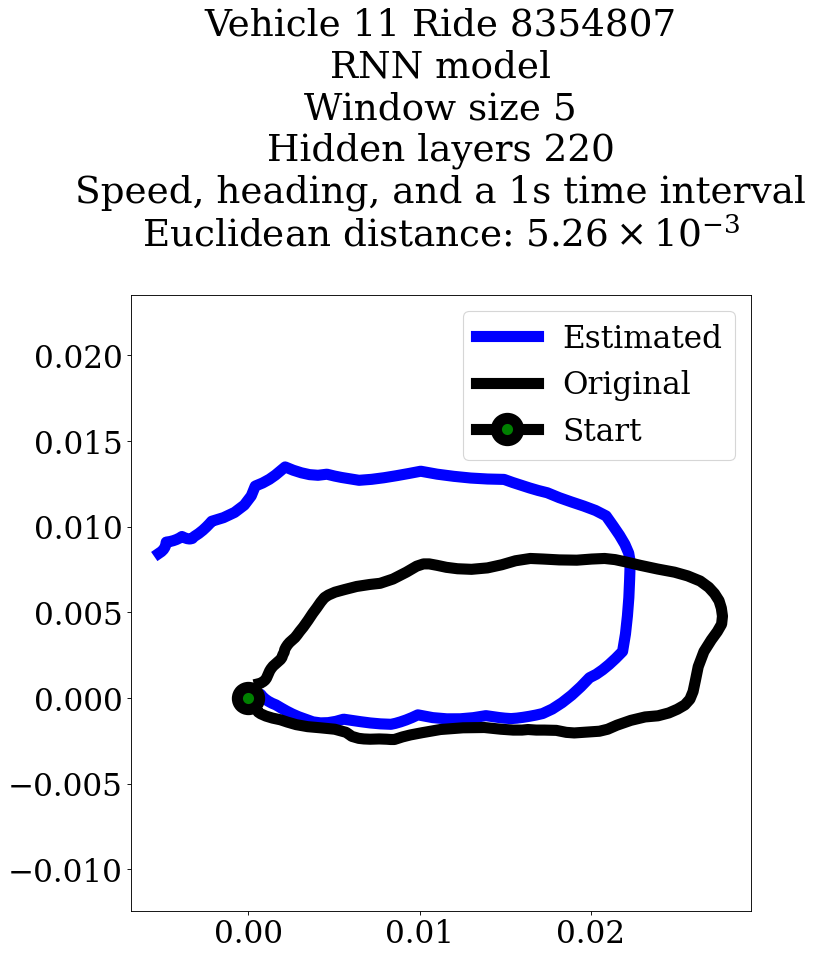 Vehicle 11 Ride 8354807
RNN model
Window size 5
Hidden layers 220
Speed, heading, and a 1s time interval
Euclidean distance: 5.26 × 10⁻³
Estimated
Original
Start
0.020
0.015
0.010
0.005
0.000
−0.005
−0.010
0.00 0.01 0.02